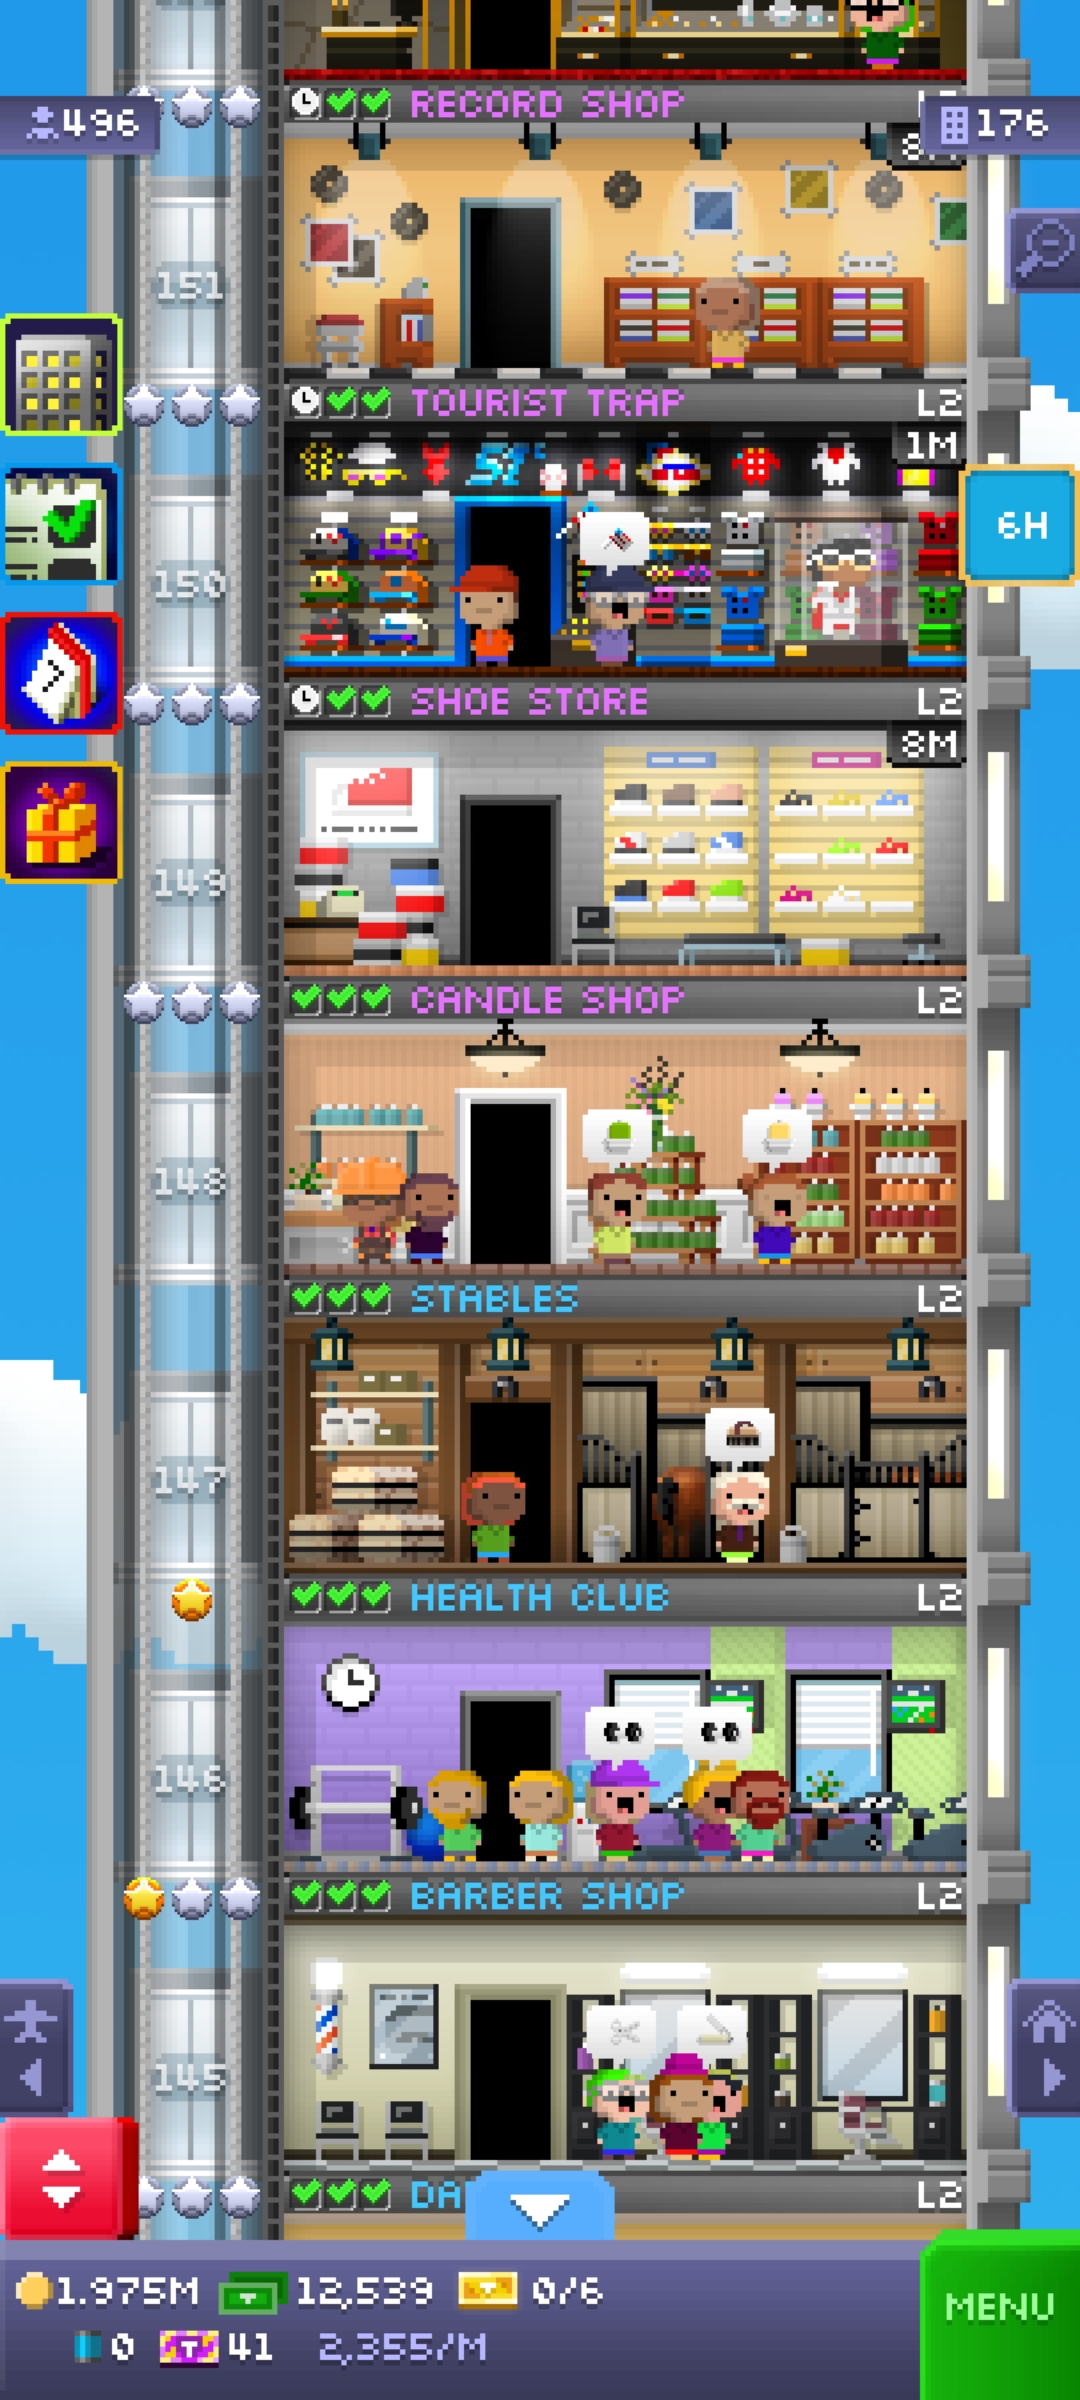 RECORD SHOP
496
176
151
TOURIST TRAP L2
1M
6H
150
SHOE STORE L2
8M
149
CANDLE SHOP L2
148
STABLES L2
147
HEALTH CLUB L2
146
BARBER SHOP L2
145
DA L2
1.975M 12,539 0/6
MENU
0 41 2,355/M